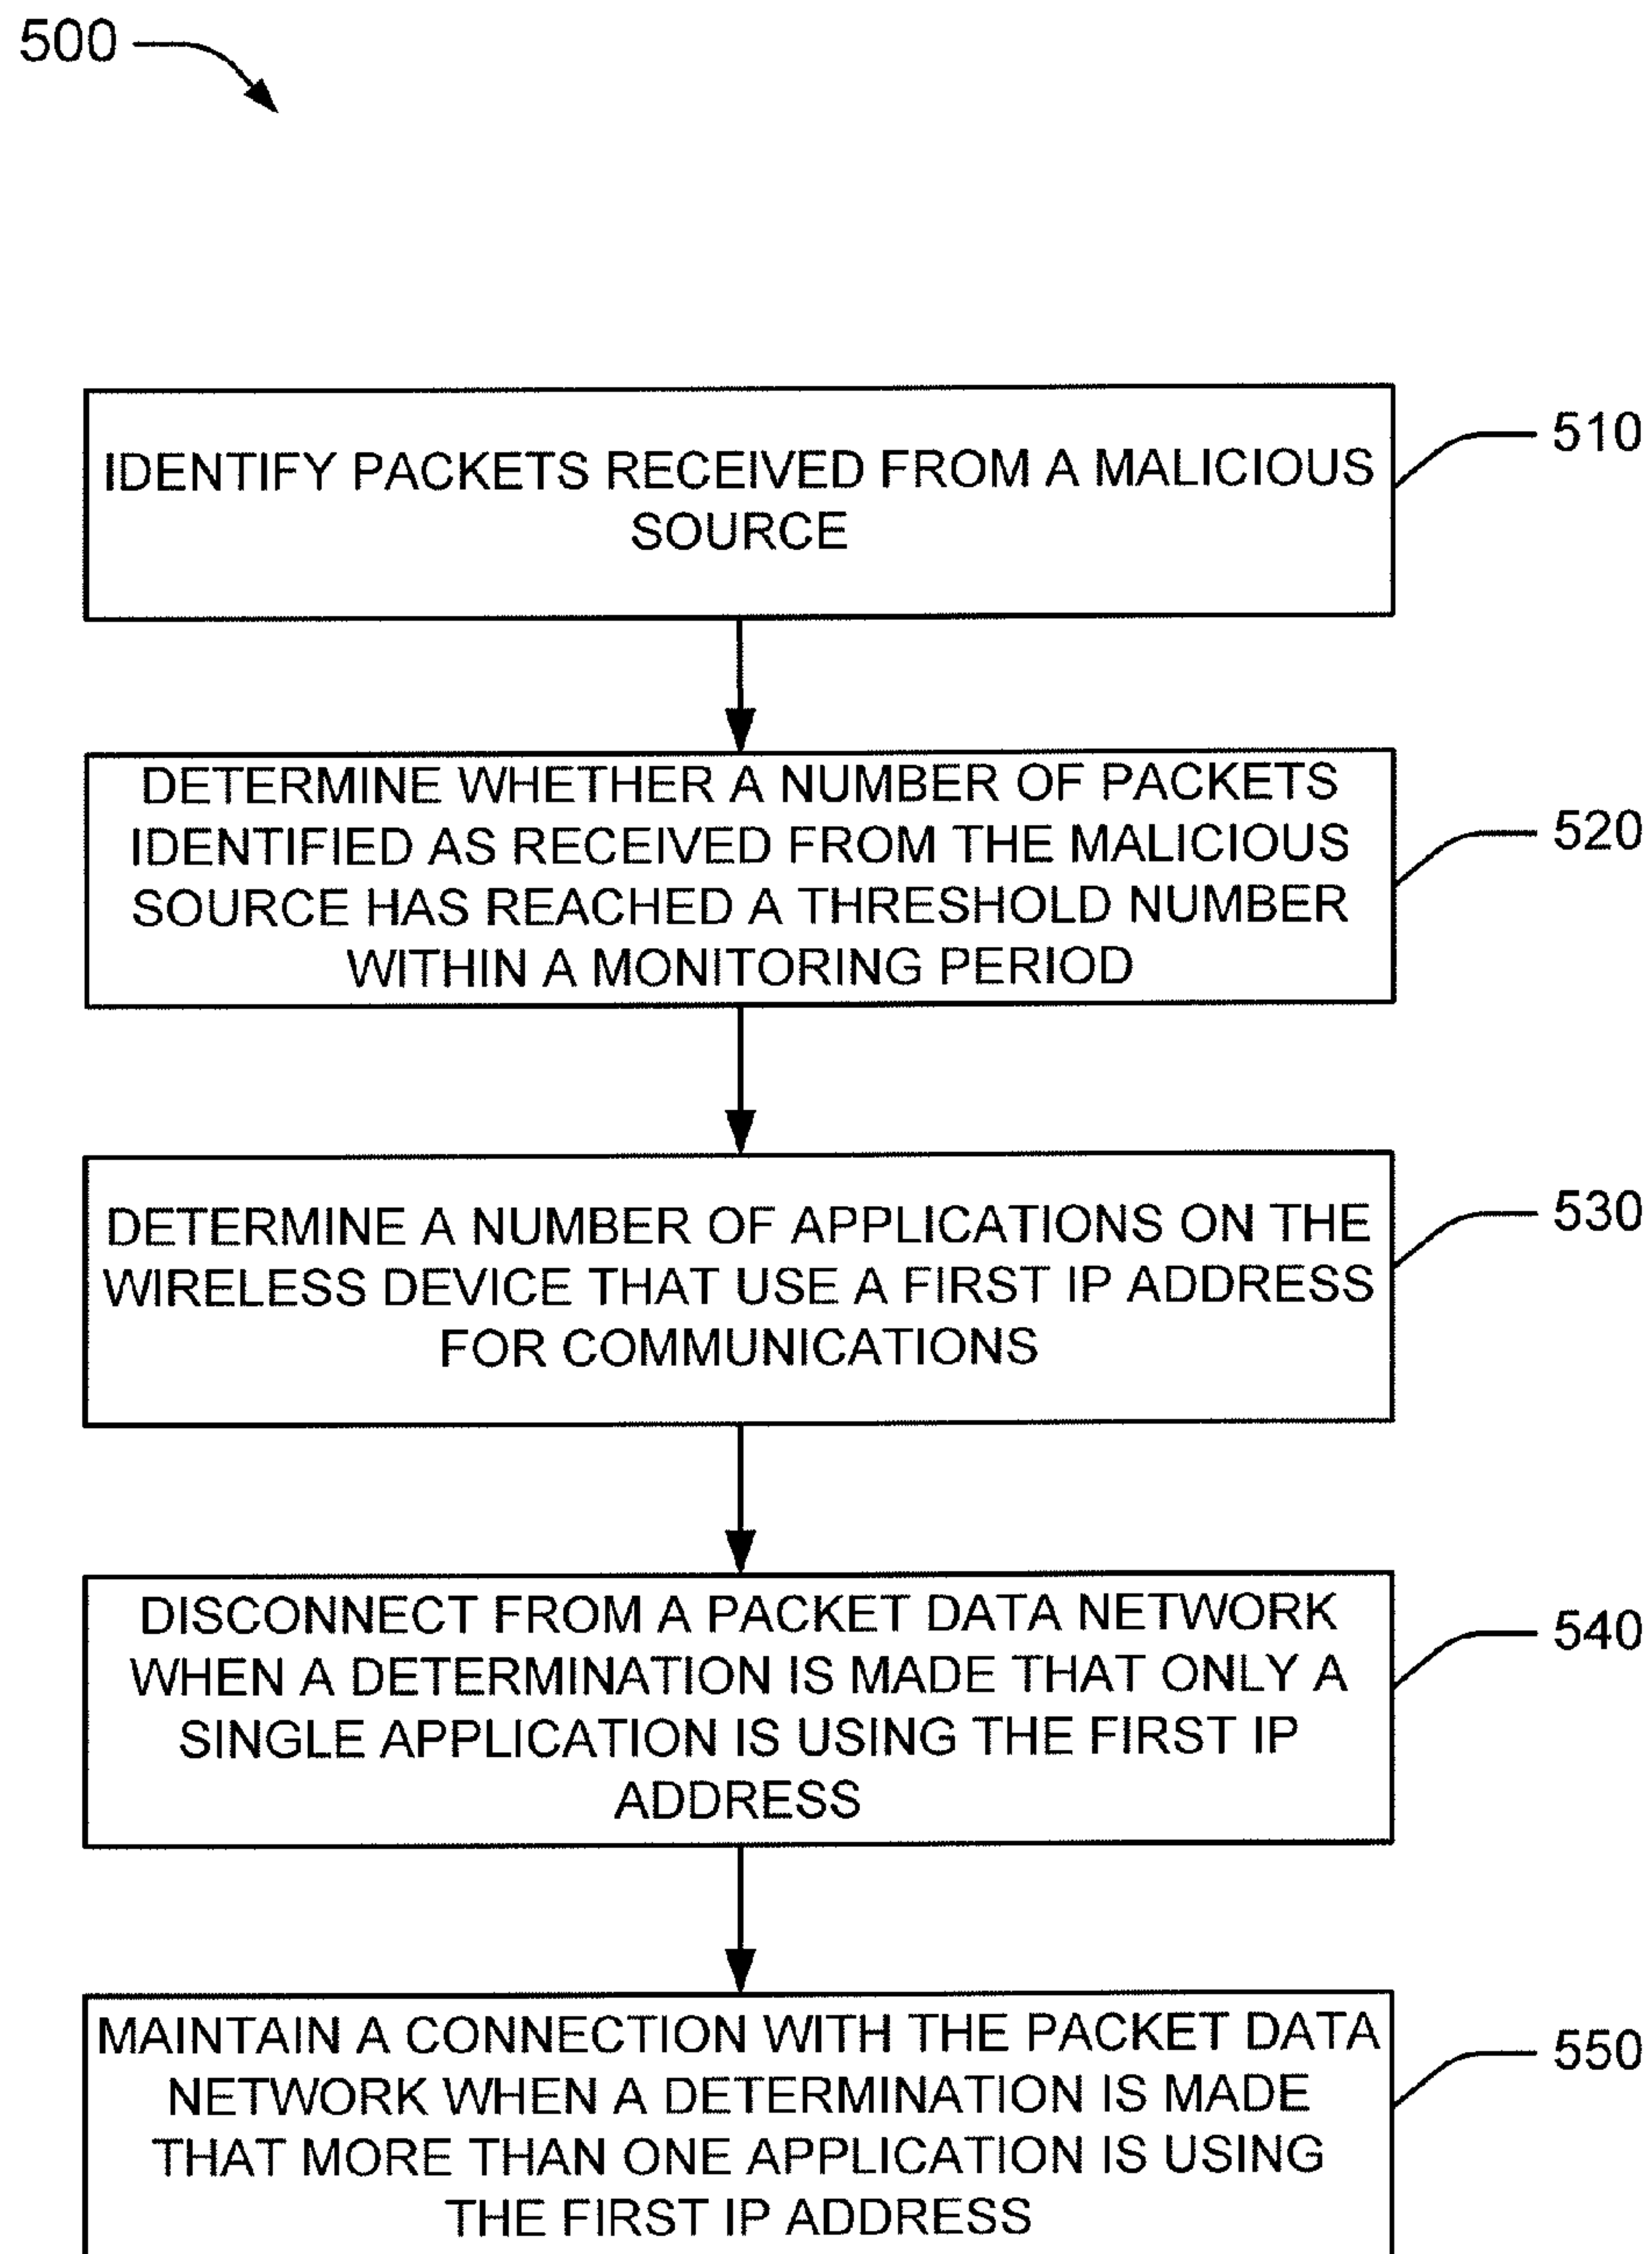 500
IDENTIFY PACKETS RECEIVED FROM A MALICIOUS
SOURCE
510
DETERMINE WHETHER A NUMBER OF PACKETS
IDENTIFIED AS RECEIVED FROM THE MALICIOUS
SOURCE HAS REACHED A THRESHOLD NUMBER
WITHIN A MONITORING PERIOD
520
DETERMINE A NUMBER OF APPLICATIONS ON THE
WIRELESS DEVICE THAT USE A FIRST IP ADDRESS
FOR COMMUNICATIONS
530
DISCONNECT FROM A PACKET DATA NETWORK
WHEN A DETERMINATION IS MADE THAT ONLY A
SINGLE APPLICATION IS USING THE FIRST IP
ADDRESS
540
MAINTAIN A CONNECTION WITH THE PACKET DATA
NETWORK WHEN A DETERMINATION IS MADE
THAT MORE THAN ONE APPLICATION IS USING
THE FIRST IP ADDRESS
550